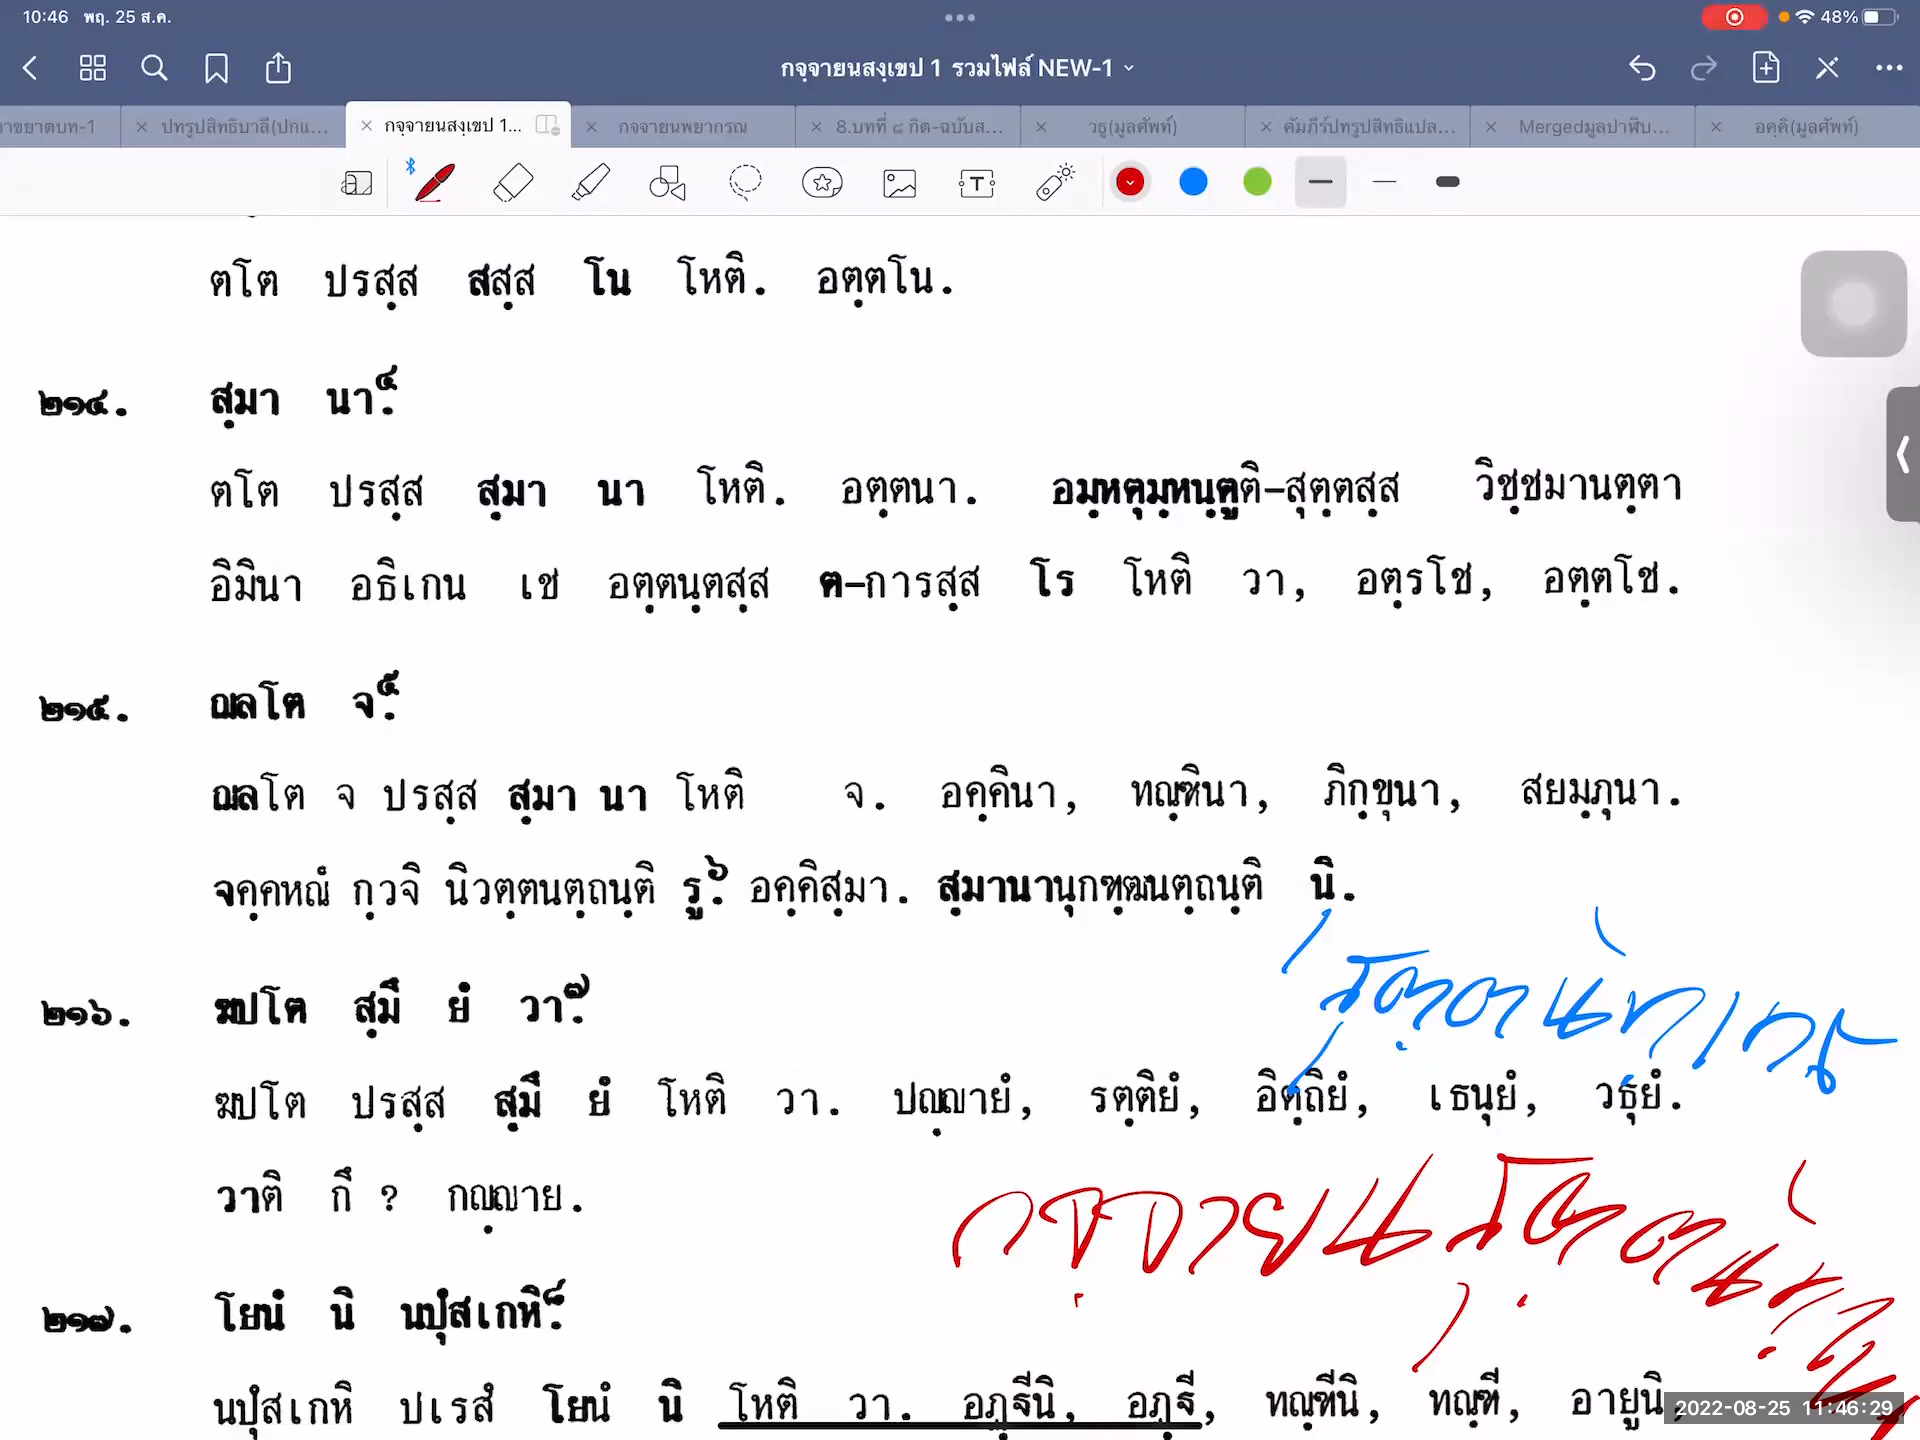 10:46 พฤ. 25 ส.ค.
48%
กจฺจายนสงฺเขป 1 รวมไฟล์ NEW-1
าขยาตบท-1
ปทรูปสิทธิบาลี(ปกแ...
กจฺจายนสงฺเขป 1...
กจจายนพยากรณ
8.บทที่ ๘ กิต-ฉบับส...
วธู(มูลศัพท์)
คัมภีร์ปทรูปสิทธิแปล...
Mergedมูลปาฬิบ...
อคฺคิ(มูลศัพท์)
ตโต ปรสฺส สสฺส โน โหติ. อตฺตโน.
๒๑๔. สฺมา นา.๔
ตโต ปรสฺส สฺมา นา โหติ. อตฺตนา. อมฺหตุมฺหนฺตูติ-สุตฺตสฺส วิชฺชมานตฺตา
อิมินา อธิเกน เช อตฺตนฺตสฺส ต-การสฺส โร โหติ วา, อตฺรโช, อตฺตโช.
๒๑๕. ฌลโต จ.๕
ฌลโต จ ปรสฺส สฺมา นา โหติ จ. อคฺคินา, ทณฺฑินา, ภิกฺขุนา, สยมฺภุนา.
จคฺคหณํ กฺวจิ นิวตฺตนตฺถนฺติ รู.๖ อคฺคิสฺมา. สฺมานานุกฑฺฒนตฺถนฺติ นิ.
๒๑๖. ฆปโต สฺมึ ยํ วา.๗
ฆปโต ปรสฺส สฺมึ ยํ โหติ วา. ปญฺญายํ, รตฺติยํ, อิตฺถิยํ, เธนุยํ, วธุยํ.
วาติ กึ ? กญฺญาย.
๒๑๗. โยนํ นิ นปุํสเกหิ.๘
นปุํสเกหิ ปเรสํ โยนํ นิ โหติ วา. อฏฺฐีนิ, อฏฺฐี, ทณฺฑีนิ, ทณฺฑี, อายูนิ,
2022-08-25 11:46:29